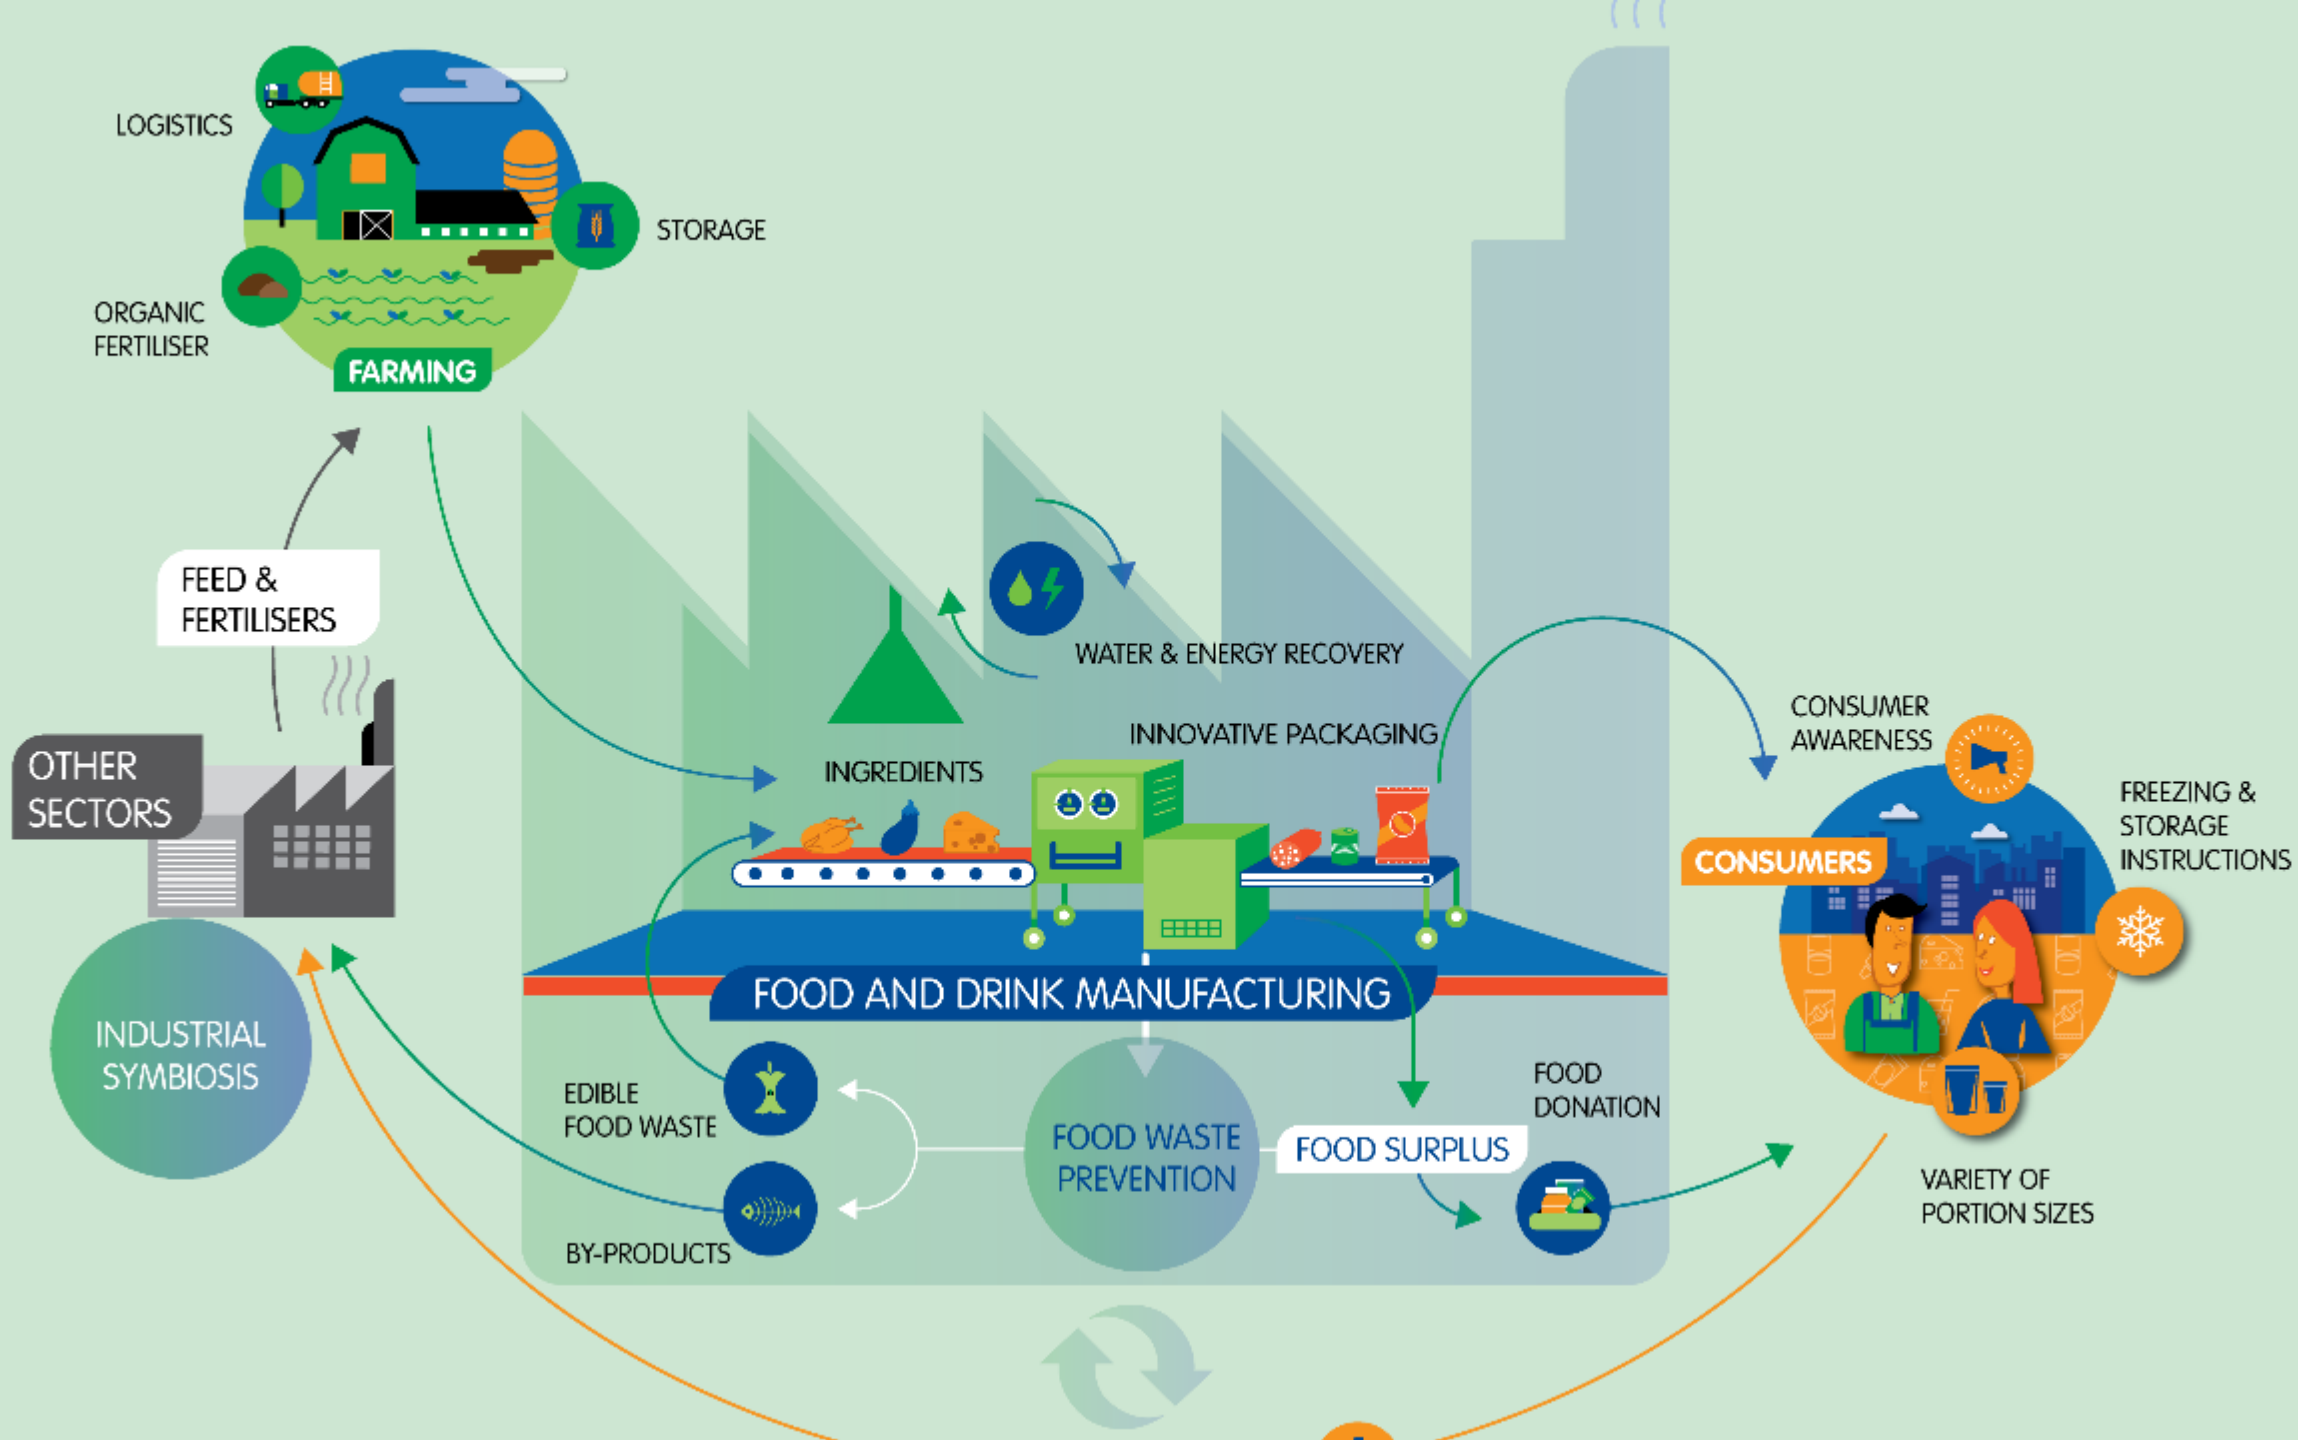 LOGISTICS
STORAGE
ORGANIC
FERTILISER
FARMING
FEED &
FERTILISERS
OTHER
SECTORS
INDUSTRIAL
SYMBIOSIS
WATER & ENERGY RECOVERY
INNOVATIVE PACKAGING
INGREDIENTS
FOOD AND DRINK MANUFACTURING
EDIBLE
FOOD WASTE
BY-PRODUCTS
FOOD WASTE
PREVENTION
FOOD SURPLUS
FOOD
DONATION
CONSUMER
AWARENESS
FREEZING &
STORAGE
INSTRUCTIONS
CONSUMERS
VARIETY OF
PORTION SIZES